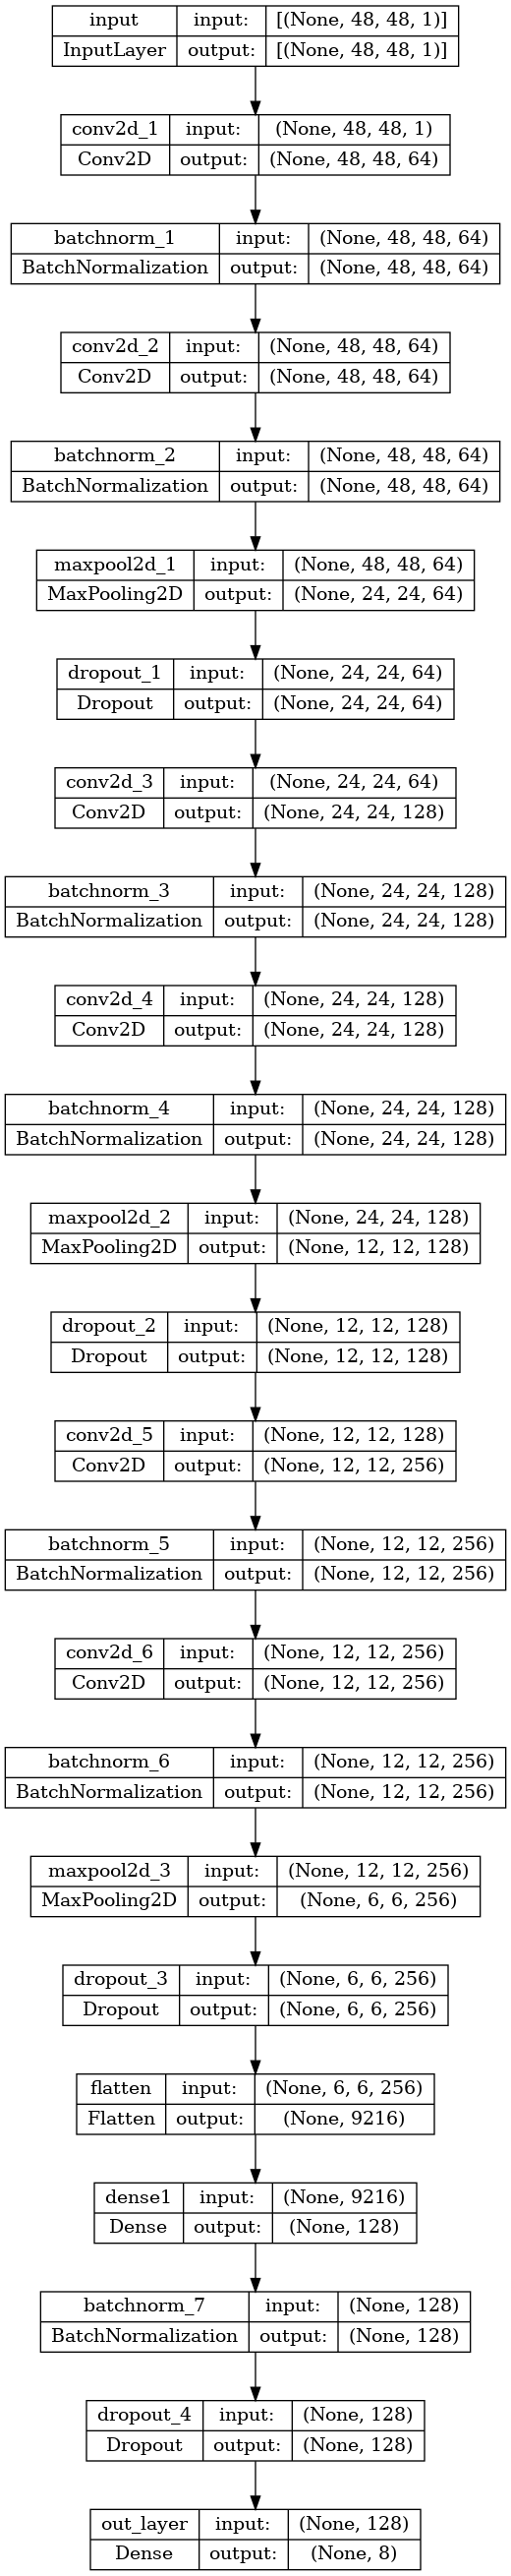 input input: [(None, 48, 48, 1)]
InputLayer output: [(None, 48, 48, 1)]
conv2d_1 input: (None, 48, 48, 1)
Conv2D output: (None, 48, 48, 64)
batchnorm_1 input: (None, 48, 48, 64)
BatchNormalization output: (None, 48, 48, 64)
conv2d_2 input: (None, 48, 48, 64)
Conv2D output: (None, 48, 48, 64)
batchnorm_2 input: (None, 48, 48, 64)
BatchNormalization output: (None, 48, 48, 64)
maxpool2d_1 input: (None, 48, 48, 64)
MaxPooling2D output: (None, 24, 24, 64)
dropout_1 input: (None, 24, 24, 64)
Dropout output: (None, 24, 24, 64)
conv2d_3 input: (None, 24, 24, 64)
Conv2D output: (None, 24, 24, 128)
batchnorm_3 input: (None, 24, 24, 128)
BatchNormalization output: (None, 24, 24, 128)
conv2d_4 input: (None, 24, 24, 128)
Conv2D output: (None, 24, 24, 128)
batchnorm_4 input: (None, 24, 24, 128)
BatchNormalization output: (None, 24, 24, 128)
maxpool2d_2 input: (None, 24, 24, 128)
MaxPooling2D output: (None, 12, 12, 128)
dropout_2 input: (None, 12, 12, 128)
Dropout output: (None, 12, 12, 128)
conv2d_5 input: (None, 12, 12, 128)
Conv2D output: (None, 12, 12, 256)
batchnorm_5 input: (None, 12, 12, 256)
BatchNormalization output: (None, 12, 12, 256)
conv2d_6 input: (None, 12, 12, 256)
Conv2D output: (None, 12, 12, 256)
batchnorm_6 input: (None, 12, 12, 256)
BatchNormalization output: (None, 12, 12, 256)
maxpool2d_3 input: (None, 12, 12, 256)
MaxPooling2D output: (None, 6, 6, 256)
dropout_3 input: (None, 6, 6, 256)
Dropout output: (None, 6, 6, 256)
flatten input: (None, 6, 6, 256)
Flatten output: (None, 9216)
dense1 input: (None, 9216)
Dense output: (None, 128)
batchnorm_7 input: (None, 128)
BatchNormalization output: (None, 128)
dropout_4 input: (None, 128)
Dropout output: (None, 128)
out_layer input: (None, 128)
Dense output: (None, 8)